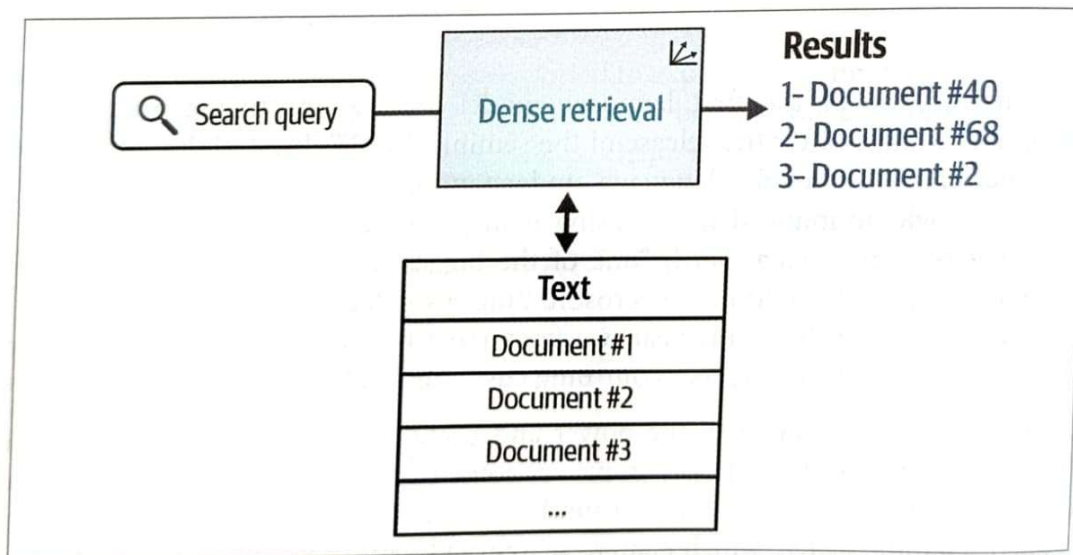 Search query
Dense retrieval
Results
1- Document #40
2- Document #68
3- Document #2
Text
Document #1
Document #2
Document #3
...